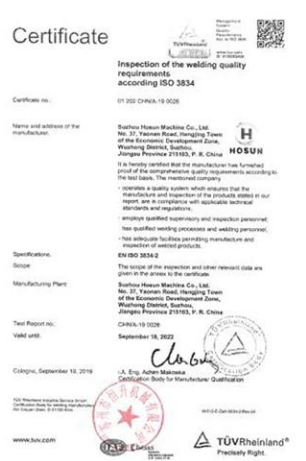 Certificate
TÜVRheinland
Inspection of the welding quality
requirements
according ISO 3834
Certificate no.:
01 202 CHN/A-19 0028
Name and address of the
manufacturer:
Suzhou Hosun Machine Co., Ltd.
No. 37, Yaonan Road, Hengjing Town
of the Economic Development Zone,
Wuzhong District, Suzhou,
Jiangsu Province 215103, P. R. China
HOSUN
It is hereby certified that the manufacturer has furnished
proof of the comprehensive quality requirements according to
the test basis. The mentioned company
- operates a quality system which ensures that the
manufacture and inspection of the products stated in our
report, are in compliance with applicable technical
standards and regulations,
- employs qualified supervisory and inspection personnel,
- has qualified welding processes and welding personnel,
- has adequate facilities permitting manufacture and
inspection of welded products.
Specifications:
EN ISO 3834-2
Scope
The scope of the inspection and other relevant data are
given in the annex to the certificate.
Manufacturing Plant
Suzhou Hosun Machine Co., Ltd.
No. 37, Yaonan Road, Hengjing Town
of the Economic Development Zone,
Wuzhong District, Suzhou,
Jiangsu Province 215103, P. R. China
Test Report no.:
CHN/A-19 0028
Valid until:
September 18, 2022
Cologne, September 19, 2019
i.A. Eng. Achim Makowka
Certification Body for Manufacturer Qualification
www.tuv.com
TÜVRheinland
Precisely Right.